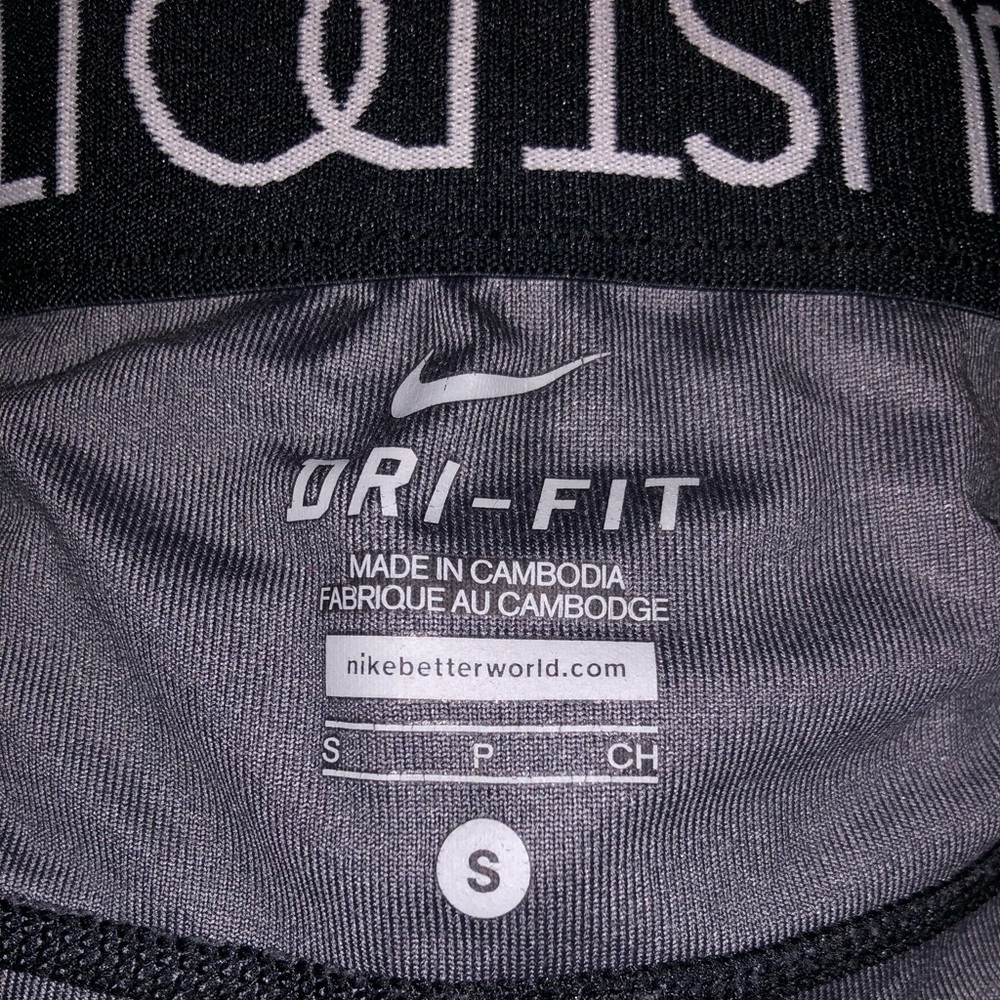 DRI-FIT
MADE IN CAMBODIA
FABRIQUE AU CAMBODGE
nikebetterworld.com
S P CH
S